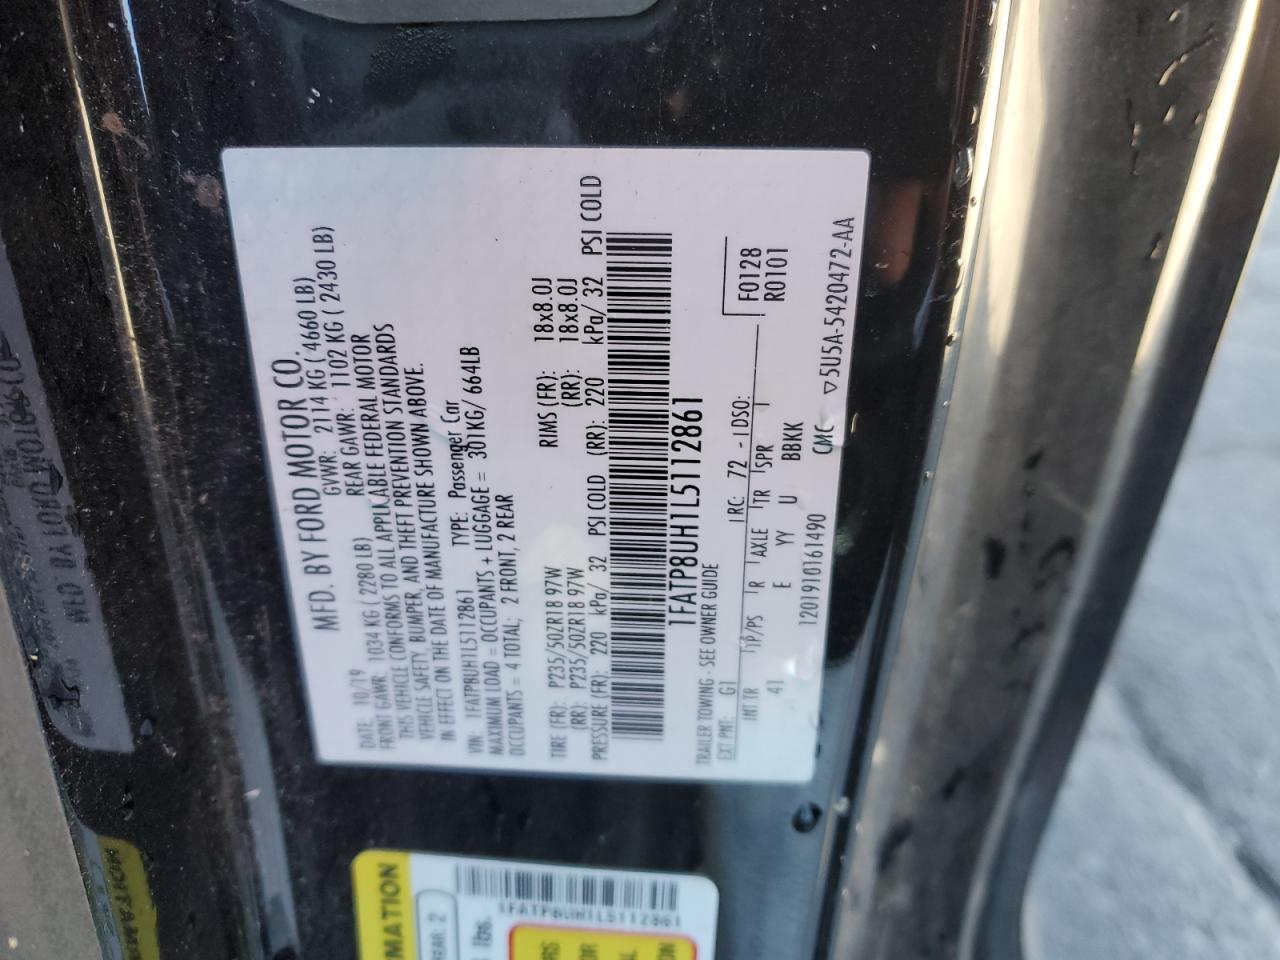 MFD. BY FORD MOTOR CO.
DATE: 10/19 GVWR: 2114 KG ( 4660 LB)
FRONT GAWR: 1034 KG ( 2280 LB) REAR GAWR: 1102 KG ( 2430 LB)
THIS VEHICLE CONFORMS TO ALL APPLICABLE FEDERAL MOTOR
VEHICLE SAFETY, BUMPER, AND THEFT PREVENTION STANDARDS
IN EFFECT ON THE DATE OF MANUFACTURE SHOWN ABOVE.
VIN: 1FATP8UH1L5112861 TYPE: Passenger Car
MAXIMUM LOAD = OCCUPANTS + LUGGAGE = 301KG/ 664LB
OCCUPANTS = 4 TOTAL; 2 FRONT, 2 REAR
TIRE (FR): P235/50ZR18 97W RIMS (FR): 18x8.0J
(RR): P235/50ZR18 97W (RR): 18x8.0J
PRESSURE (FR): 220 kPa/ 32 PSI COLD (RR): 220 kPa/ 32 PSI COLD
1FATP8UH1L5112861
TRAILER TOWING - SEE OWNER GUIDE
EXT PNT: G1 RC: 72 DSO: F0128
INT TR TP/PS R AXLE TR SPR R0101
41 E YY U BBKK
1201910161490 CMC ▽5U5A-5420472-AA
MATION
REAR 2
lbs.
1FATP8UH1L5112861